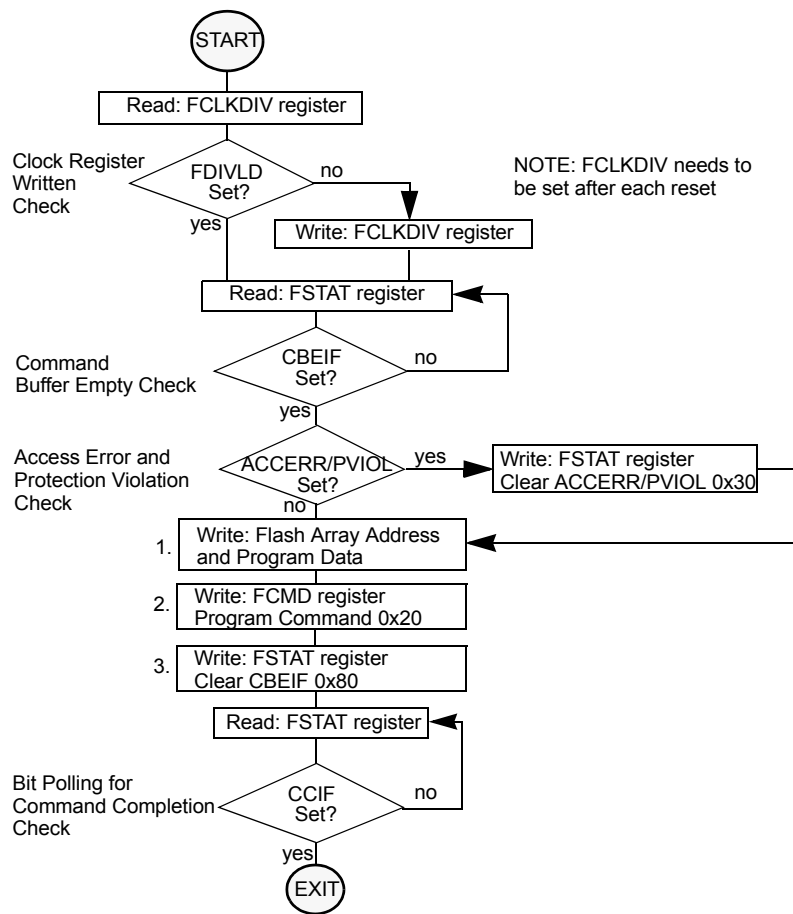 START
Read: FCLKDIV register
Clock Register
Written
Check
FDIVLD
Set?
no
yes
NOTE: FCLKDIV needs to
be set after each reset
Write: FCLKDIV register
Read: FSTAT register
Command
Buffer Empty Check
CBEIF
Set?
no
yes
Access Error and
Protection Violation
Check
ACCERR/PVIOL
Set?
yes
no
Write: FSTAT register
Clear ACCERR/PVIOL 0x30
1.
Write: Flash Array Address
and Program Data
2.
Write: FCMD register
Program Command 0x20
3.
Write: FSTAT register
Clear CBEIF 0x80
Read: FSTAT register
Bit Polling for
Command Completion
Check
CCIF
Set?
no
yes
EXIT